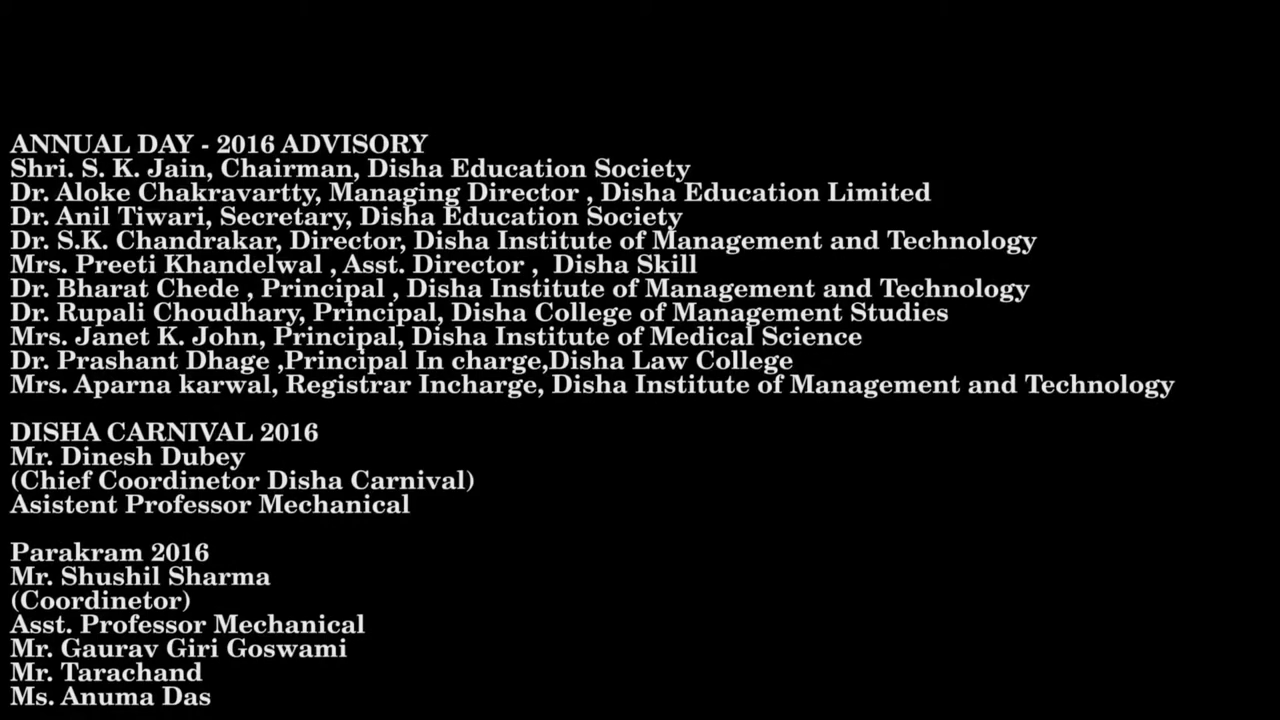 ANNUAL DAY - 2016 ADVISORY
Shri. S. K. Jain, Chairman, Disha Education Society
Dr. Aloke Chakravartty, Managing Director , Disha Education Limited
Dr. Anil Tiwari, Secretary, Disha Education Society
Dr. S.K. Chandrakar, Director, Disha Institute of Management and Technology
Mrs. Preeti Khandelwal , Asst. Director ,  Disha Skill
Dr. Bharat Chede , Principal , Disha Institute of Management and Technology
Dr. Rupali Choudhary, Principal, Disha College of Management Studies
Mrs. Janet K. John, Principal, Disha Institute of Medical Science
Dr. Prashant Dhage ,Principal In charge,Disha Law College
Mrs. Aparna karwal, Registrar Incharge, Disha Institute of Management and Technology
DISHA CARNIVAL 2016
Mr. Dinesh Dubey
(Chief Coordinetor Disha Carnival)
Asistent Professor Mechanical
Parakram 2016
Mr. Shushil Sharma
(Coordinetor)
Asst. Professor Mechanical
Mr. Gaurav Giri Goswami
Mr. Tarachand
Ms. Anuma Das